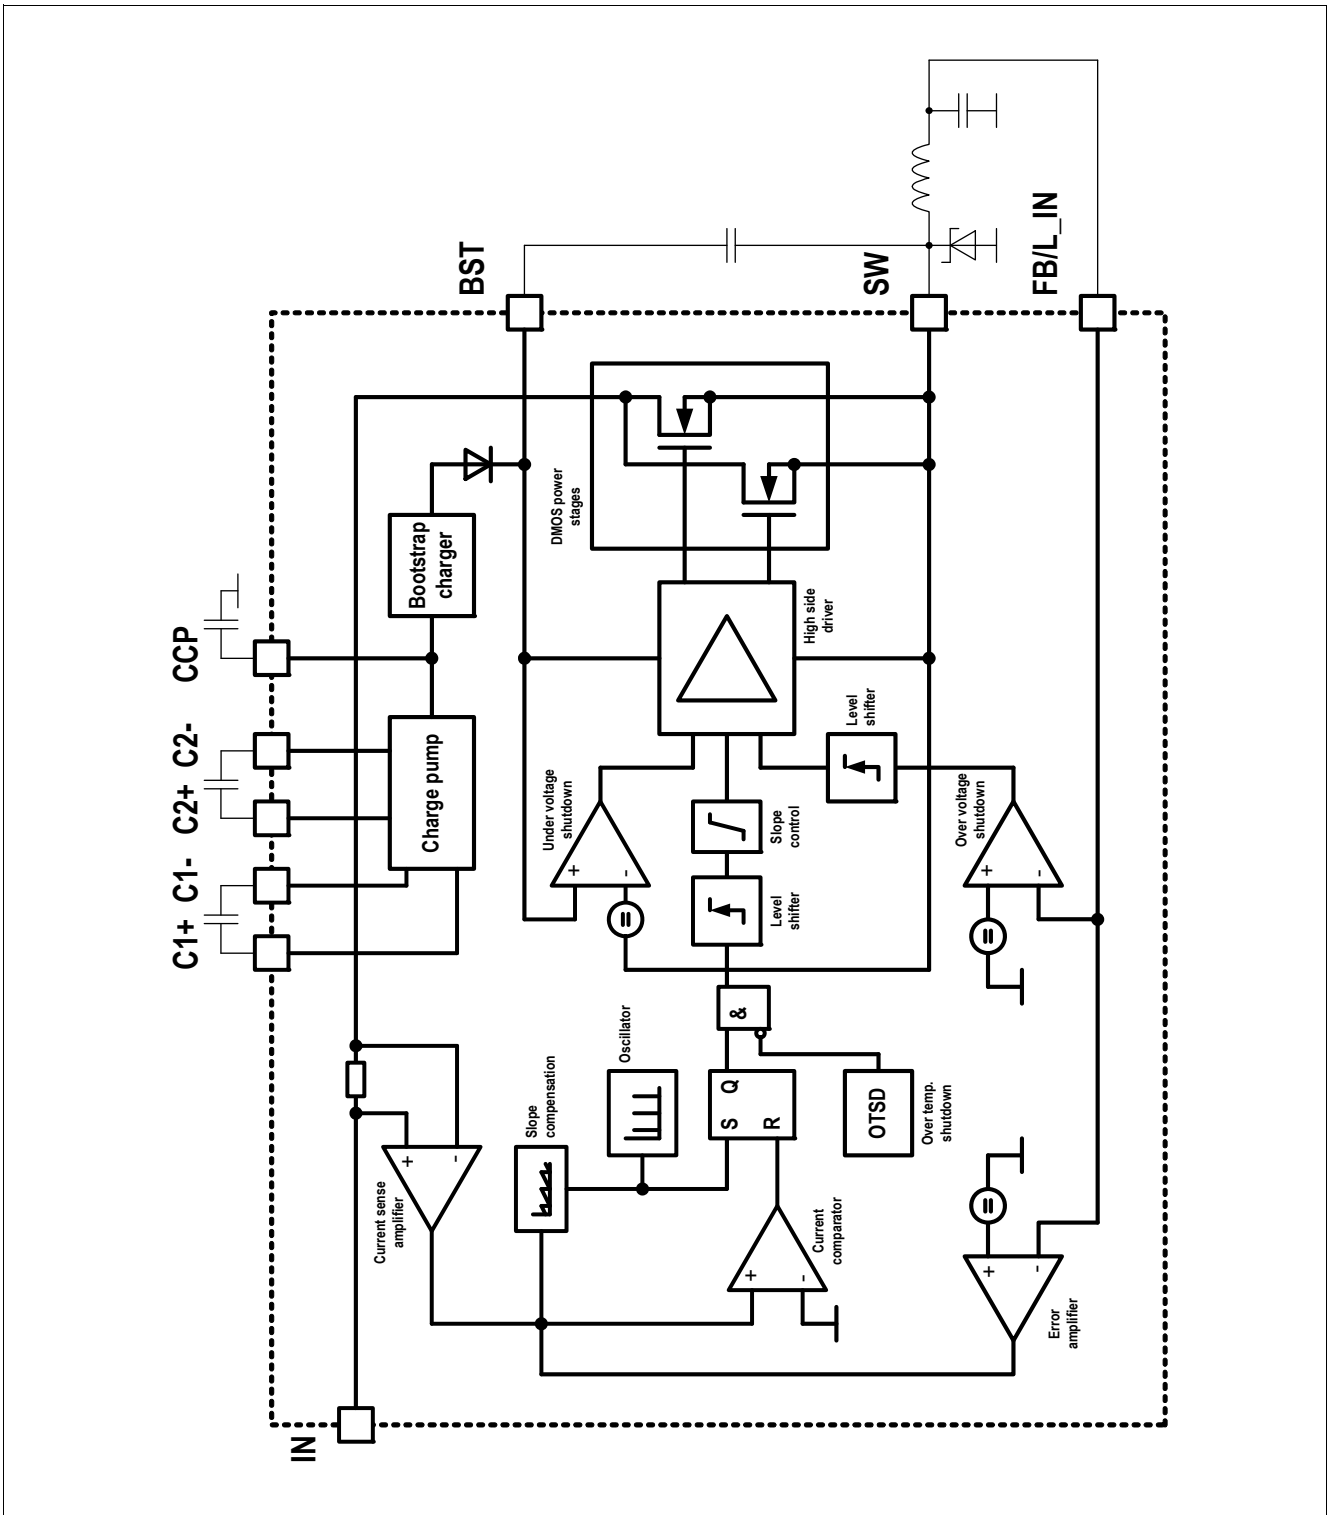 BST
SW
FB/L_IN
CCP
C2-
C2+
C1-
C1+
IN
Bootstrap
charger
DMOS power
stages
Charge pump
High side
driver
Level
shifter
Under voltage
shutdown
+
-
=
Slope
control
Level
shifter
Over voltage
shutdown
+
-
=
&
Oscillator
Slope
compensation
S
Q
R
OTSD
Over temp.
shutdown
+
-
Current sense
amplifier
+
-
Current
comparator
=
+
-
Error
amplifier